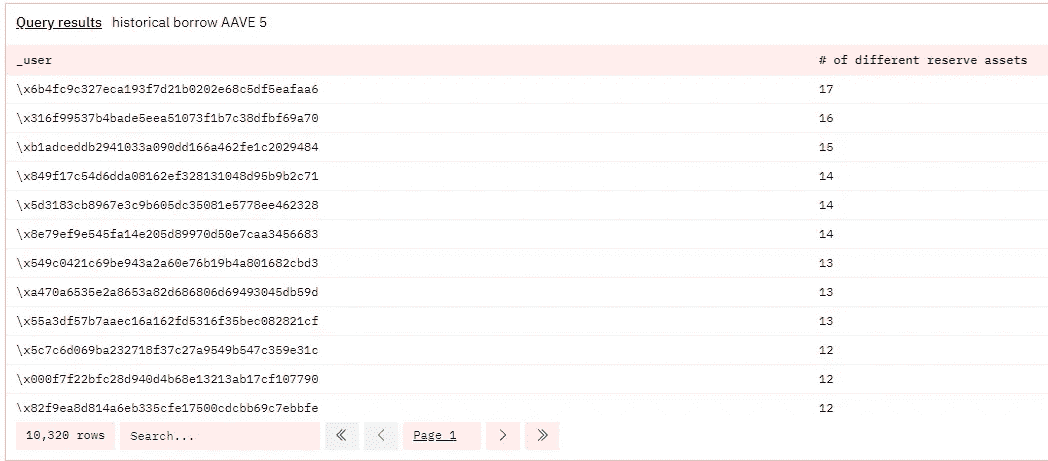 Query results historical borrow AAVE 5
_user # of different reserve assets
\x6b4fc9c327eca193f7d21b0202e68c5df5eafaa6 17
\x316f99537b4bade5eea51073f1b7c38dfbf69a70 16
\xb1adceddb2941033a090dd166a462fe1c2029484 15
\x849f17c54d6dda08162ef328131048d95b9b2c71 14
\x5d3183cb8967e3c9b605dc35081e5778ee462328 14
\x8e79ef9e545fa14e205d89970d50e7caa3456683 14
\x549c0421c69be943a2a60e76b19b4a801682cbd3 13
\xa470a6535e2a8653a82d686806d69493045db59d 13
\x55a3df57b7aaec16a162fd5316f35bec082821cf 13
\x5c7c6d069ba232718f37c27a9549b547c359e31c 12
\x000f7f22bfc28d940d4b68e13213ab17cf107790 12
\x82f9ea8d814a6eb335cfe17500cdcbb69c7ebbfe 12
10,320 rows Search... Page 1